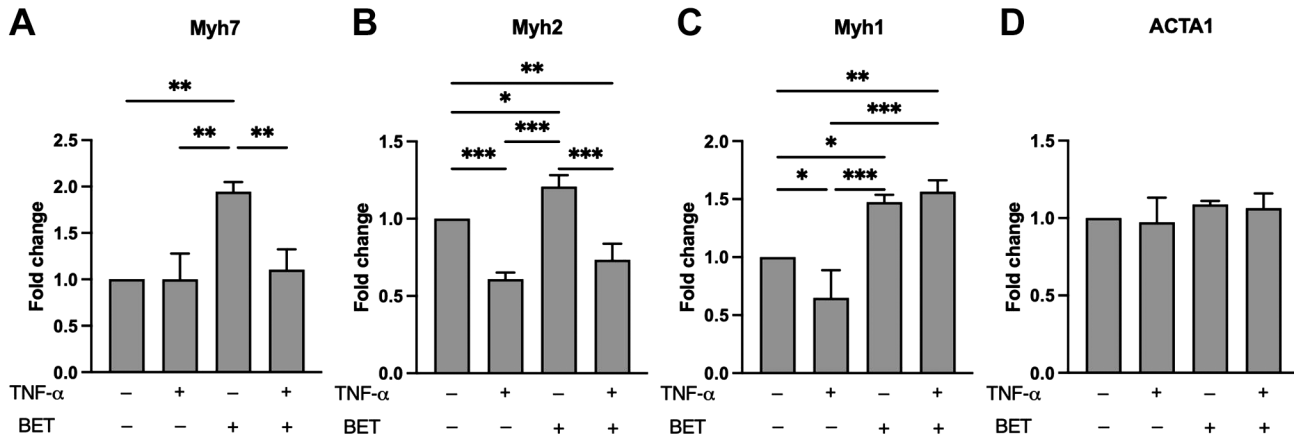 A Myh7
B Myh2
C Myh1
D ACTA1
**
** **
**
*
***
*** ***
**
***
*
* ***
Fold change
2.5
2.0
1.5
1.0
0.5
0.0
Fold change
1.5
1.0
0.5
0.0
Fold change
2.0
1.5
1.0
0.5
0.0
Fold change
1.5
1.0
0.5
0.0
TNF-α – + – +
BET – – + +
TNF-α – + – +
BET – – + +
TNF-α – + – +
BET – – + +
TNF-α – + – +
BET – – + +